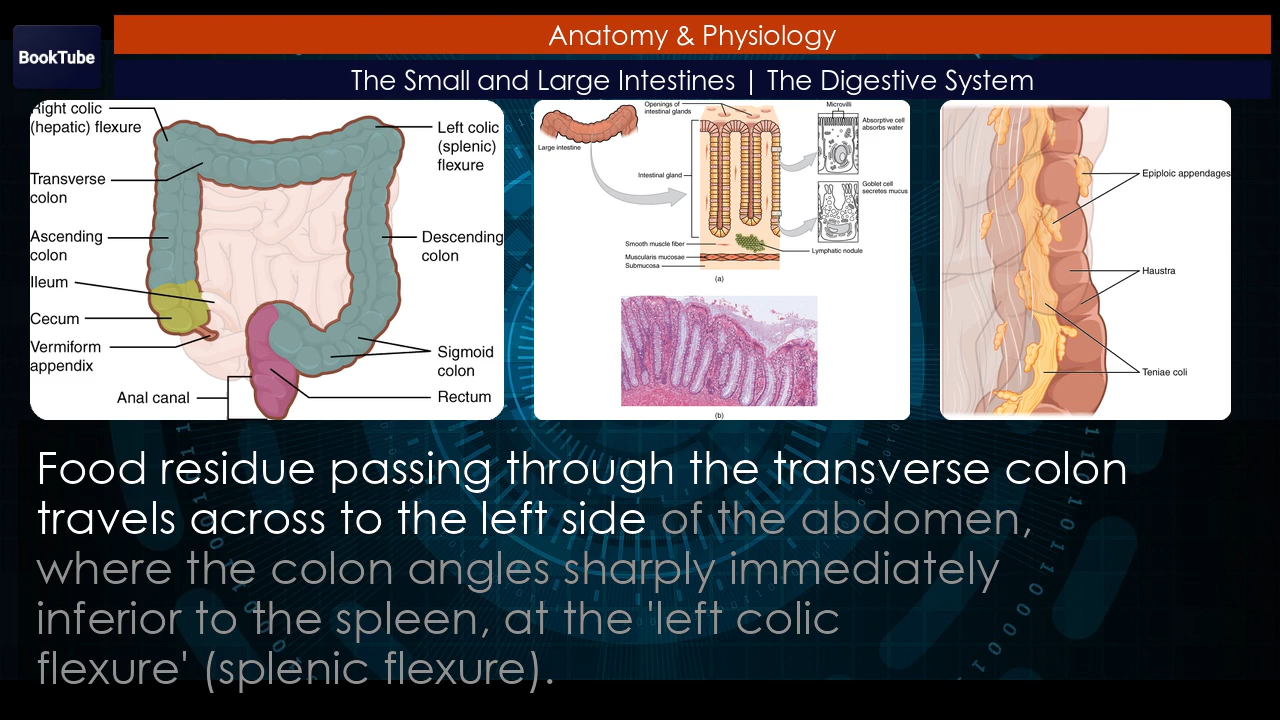 BookTube
Anatomy & Physiology
The Small and Large Intestines | The Digestive System
Right colic
(hepatic) flexure
Transverse
colon
Ascending
colon
Ileum
Cecum
Vermiform
appendix
Anal canal
Left colic
(splenic)
flexure
Descending
colon
Sigmoid
colon
Rectum
Openings of
intestinal glands
Large intestine
Intestinal gland
Smooth muscle fiber
Muscularis mucosae
Submucosa
Microvilli
Absorptive cell
absorbs water
Goblet cell
secretes mucus
Lymphatic nodule
(a)
(b)
Epiploic appendages
Haustra
Teniae coli
Food residue passing through the transverse colon
travels across to the left side of the abdomen,
where the colon angles sharply immediately
inferior to the spleen, at the 'left colic
flexure' (splenic flexure).